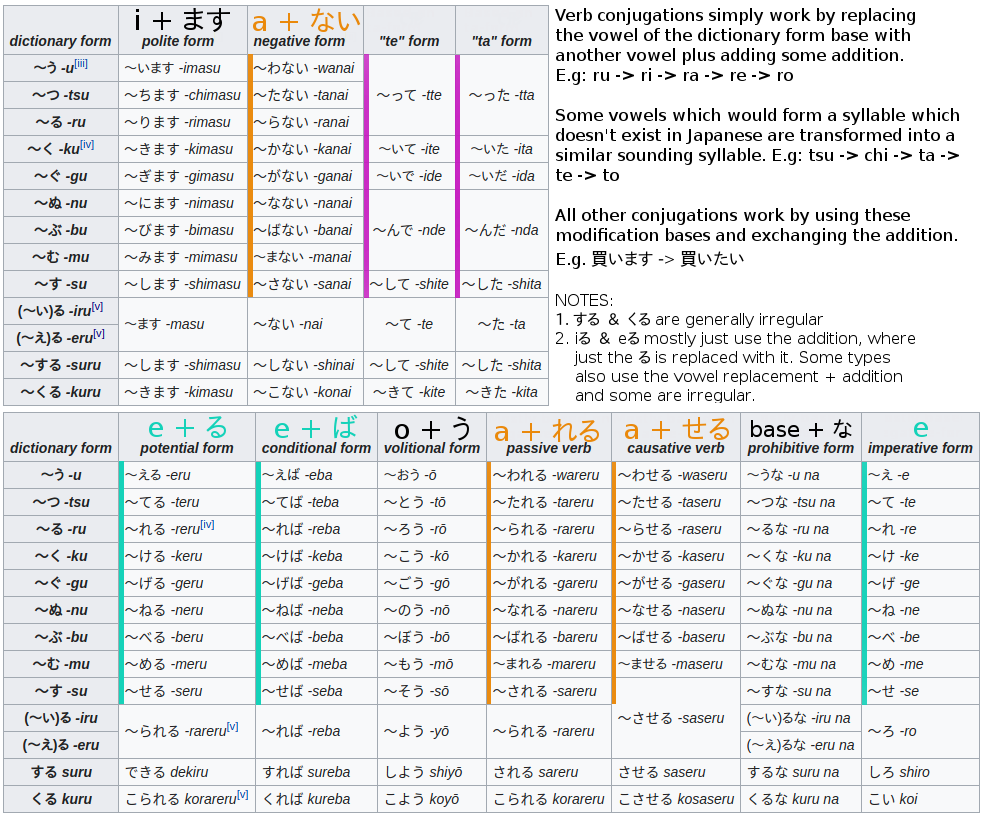 i + ます a + ない
dictionary form polite form negative form "te" form "ta" form
～う -u[iii] ～います -imasu ～わない -wanai
～つ -tsu ～ちます -chimasu ～たない -tanai ～って -tte ～った -tta
～る -ru ～ります -rimasu ～らない -ranai
～く -ku[iv] ～きます -kimasu ～かない -kanai ～いて -ite ～いた -ita
～ぐ -gu ～ぎます -gimasu ～がない -ganai ～いで -ide ～いだ -ida
～ぬ -nu ～にます -nimasu ～なない -nanai
～ぶ -bu ～びます -bimasu ～ばない -banai ～んで -nde ～んだ -nda
～む -mu ～みます -mimasu ～まない -manai
～す -su ～します -shimasu ～さない -sanai ～して -shite ～した -shita
(～い)る -iru[v]
～ます -masu ～ない -nai ～て -te ～た -ta
(～え)る -eru[v]
～する -suru ～します -shimasu ～しない -shinai ～して -shite ～した -shita
～くる -kuru ～きます -kimasu ～こない -konai ～きて -kite ～きた -kita
Verb conjugations simply work by replacing
the vowel of the dictionary form base with
another vowel plus adding some addition.
E.g: ru -> ri -> ra -> re -> ro
Some vowels which would form a syllable which
doesn't exist in Japanese are transformed into a
similar sounding syllable. E.g: tsu -> chi -> ta ->
te -> to
All other conjugations work by using these
modification bases and exchanging the addition.
E.g. 買います -> 買いたい
NOTES:
1. する & くる are generally irregular
2. iる & eる mostly just use the addition, where
just the る is replaced with it. Some types
also use the vowel replacement + addition
and some are irregular.
e + る e + ば o + う a + れる a + せる base + な e
dictionary form potential form conditional form volitional form passive verb causative verb prohibitive form imperative form
～う -u ～える -eru ～えば -eba ～おう -ō ～われる -wareru ～わせる -waseru ～うな -u na ～え -e
～つ -tsu ～てる -teru ～てば -teba ～とう -tō ～たれる -tareru ～たせる -taseru ～つな -tsu na ～て -te
～る -ru ～れる -reru[iv] ～れば -reba ～ろう -rō ～られる -rareru ～らせる -raseru ～るな -ru na ～れ -re
～く -ku ～ける -keru ～けば -keba ～こう -kō ～かれる -kareru ～かせる -kaseru ～くな -ku na ～け -ke
～ぐ -gu ～げる -geru ～げば -geba ～ごう -gō ～がれる -gareru ～がせる -gaseru ～ぐな -gu na ～げ -ge
～ぬ -nu ～ねる -neru ～ねば -neba ～のう -nō ～なれる -nareru ～なせる -naseru ～ぬな -nu na ～ね -ne
～ぶ -bu ～べる -beru ～べば -beba ～ぼう -bō ～ばれる -bareru ～ばせる -baseru ～ぶな -bu na ～べ -be
～む -mu ～める -meru ～めば -meba ～もう -mō ～まれる -mareru ～ませる -maseru ～むな -mu na ～め -me
～す -su ～せる -seru ～せば -seba ～そう -sō ～される -sareru ～すな -su na ～せ -se
～させる -saseru
(～い)る -iru (～い)るな -iru na
～られる -rareru[v] ～れば -reba ～よう -yō ～られる -rareru ～ろ -ro
(～え)る -eru (～え)るな -eru na
する suru できる dekiru すれば sureba しよう shiyō される sareru させる saseru するな suru na しろ shiro
くる kuru こられる korareru[v] くれば kureba こよう koyō こられる korareru こさせる kosaseru くるな kuru na こい koi